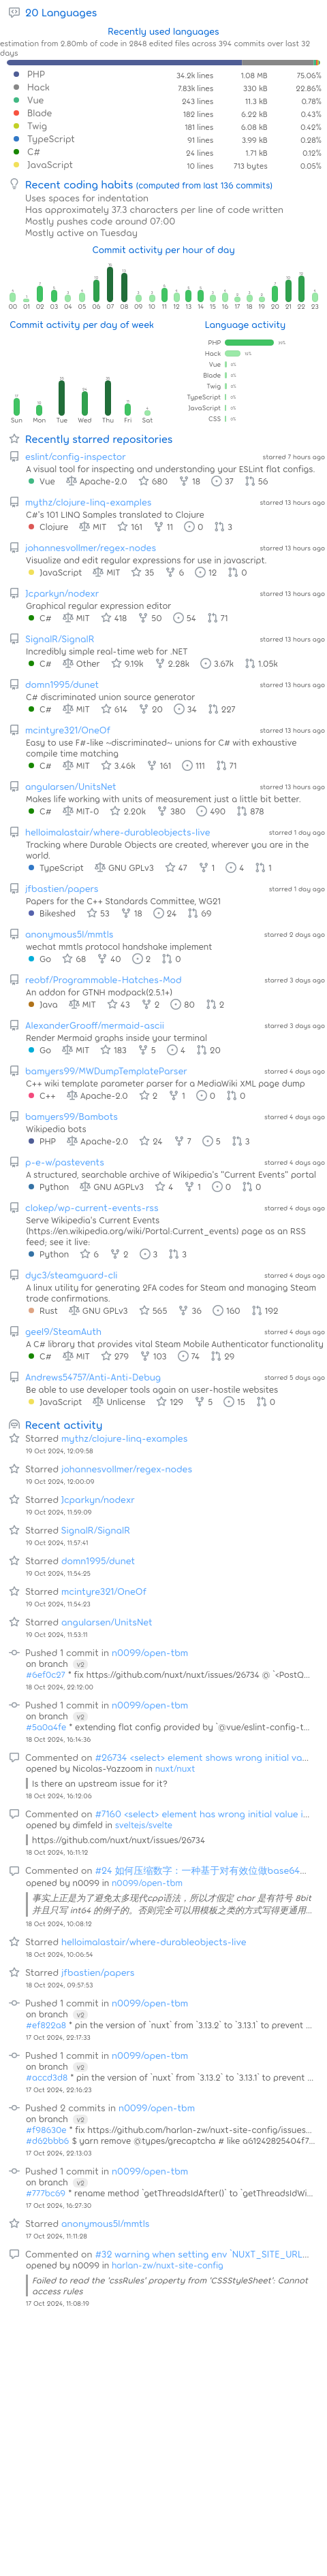 20 Languages
Recently used languages
estimation from 2.80mb of code in 2848 edited files across 394 commits over last 32
days
PHP 34.2k lines 1.08 MB 75.06%
Hack 7.83k lines 330 kB 22.86%
Vue 243 lines 11.3 kB 0.78%
Blade 182 lines 6.22 kB 0.43%
Twig 181 lines 6.08 kB 0.42%
TypeScript 91 lines 3.99 kB 0.28%
C# 24 lines 1.71 kB 0.12%
JavaScript 10 lines 713 bytes 0.05%
Recent coding habits (computed from last 136 commits)
Uses spaces for indentation
Has approximately 37.3 characters per line of code written
Mostly pushes code around 07:00
Mostly active on Tuesday
Commit activity per hour of day
00 01 02 03 04 05 06 07 08 09 10 11 12 13 14 15 16 17 18 19 20 21 22 23
Commit activity per day of week
Language activity
Sun Mon Tue Wed Thu Fri Sat
PHP
Hack
Vue
Blade
Twig
TypeScript
JavaScript
CSS
Recently starred repositories
eslint/config-inspector starred 7 hours ago
A visual tool for inspecting and understanding your ESLint flat configs.
Vue Apache-2.0 680 18 37 56
mythz/clojure-linq-examples starred 13 hours ago
C#'s 101 LINQ Samples translated to Clojure
Clojure MIT 161 11 0 3
johannesvollmer/regex-nodes starred 13 hours ago
Visualize and edit regular expressions for use in javascript.
JavaScript MIT 35 6 12 0
Jcparkyn/nodexr starred 13 hours ago
Graphical regular expression editor
C# MIT 418 50 54 71
SignalR/SignalR starred 13 hours ago
Incredibly simple real-time web for .NET
C# Other 9.19k 2.28k 3.67k 1.05k
domn1995/dunet starred 13 hours ago
C# discriminated union source generator
C# MIT 614 20 34 227
mcintyre321/OneOf starred 13 hours ago
Easy to use F#-like ~discriminated~ unions for C# with exhaustive
compile time matching
C# MIT 3.46k 161 111 71
angularsen/UnitsNet starred 13 hours ago
Makes life working with units of measurement just a little bit better.
C# MIT-0 2.20k 380 490 878
helloimalastair/where-durableobjects-live starred 1 day ago
Tracking where Durable Objects are created, wherever you are in the
world.
TypeScript GNU GPLv3 47 1 4 1
jfbastien/papers starred 1 day ago
Papers for the C++ Standards Committee, WG21
Bikeshed 53 18 24 69
anonymous5l/mmtls starred 2 days ago
wechat mmtls protocol handshake implement
Go 68 40 2 0
reobf/Programmable-Hatches-Mod starred 3 days ago
An addon for GTNH modpack(2.5.1+)
Java MIT 43 2 80 2
AlexanderGrooff/mermaid-ascii starred 3 days ago
Render Mermaid graphs inside your terminal
Go MIT 183 5 4 20
bamyers99/MWDumpTemplateParser starred 4 days ago
C++ wiki template parameter parser for a MediaWiki XML page dump
C++ Apache-2.0 2 1 0 0
bamyers99/Bambots starred 4 days ago
Wikipedia bots
PHP Apache-2.0 24 7 5 3
p-e-w/pastevents starred 4 days ago
A structured, searchable archive of Wikipedia's "Current Events" portal
Python GNU AGPLv3 4 1 0 0
clokep/wp-current-events-rss starred 4 days ago
Serve Wikipedia's Current Events
(https://en.wikipedia.org/wiki/Portal:Current_events) page as an RSS
feed; see it live:
Python 6 2 3 3
dyc3/steamguard-cli starred 4 days ago
A linux utility for generating 2FA codes for Steam and managing Steam
trade confirmations.
Rust GNU GPLv3 565 36 160 192
geel9/SteamAuth starred 4 days ago
A C# library that provides vital Steam Mobile Authenticator functionality
C# MIT 279 103 74 29
Andrews54757/Anti-Anti-Debug starred 5 days ago
Be able to use developer tools again on user-hostile websites
JavaScript Unlicense 129 5 15 0
Recent activity
Starred mythz/clojure-linq-examples
19 Oct 2024, 12:09:58
Starred johannesvollmer/regex-nodes
19 Oct 2024, 12:00:09
Starred Jcparkyn/nodexr
19 Oct 2024, 11:59:09
Starred SignalR/SignalR
19 Oct 2024, 11:57:41
Starred domn1995/dunet
19 Oct 2024, 11:54:25
Starred mcintyre321/OneOf
19 Oct 2024, 11:54:23
Starred angularsen/UnitsNet
19 Oct 2024, 11:53:11
Pushed 1 commit in n0099/open-tbm
on branch v2
#6ef0c27 * fix https://github.com/nuxt/nuxt/issues/26734 @ `<PostQ...
18 Oct 2024, 22:12:00
Pushed 1 commit in n0099/open-tbm
on branch v2
#5a0a4fe * extending flat config provided by `@vue/eslint-config-t...
18 Oct 2024, 16:14:36
Commented on #26734 <select> element shows wrong initial va...
opened by Nicolas-Yazzoom in nuxt/nuxt
Is there an upstream issue for it?
18 Oct 2024, 16:12:06
Commented on #7160 <select> element has wrong initial value i...
opened by dimfeld in sveltejs/svelte
https://github.com/nuxt/nuxt/issues/26734
18 Oct 2024, 16:11:12
Commented on #24 如何压缩数字：一种基于对有效位做base64...
opened by n0099 in n0099/open-tbm
事实上正是为了避免太多现代cpp语法，所以才假定 char 是有符号 8bit
并且只写 int64 的例子的。否则完全可以用模板之类的方式写得更通用...
18 Oct 2024, 10:08:12
Starred helloimalastair/where-durableobjects-live
18 Oct 2024, 10:06:54
Starred jfbastien/papers
18 Oct 2024, 09:57:53
Pushed 1 commit in n0099/open-tbm
on branch v2
#ef822a8 * pin the version of `nuxt` from `3.13.2` to `3.13.1` to prevent ...
17 Oct 2024, 22:17:33
Pushed 1 commit in n0099/open-tbm
on branch v2
#accd3d8 * pin the version of `nuxt` from `3.13.2` to `3.13.1` to prevent ...
17 Oct 2024, 22:16:23
Pushed 2 commits in n0099/open-tbm
on branch v2
#f98630e * fix https://github.com/harlan-zw/nuxt-site-config/issues...
#d62bbb6 $ yarn remove @types/grecaptcha # like a61242825404f7...
17 Oct 2024, 22:13:03
Pushed 1 commit in n0099/open-tbm
on branch v2
#777bc69 * rename method `getThreadsIdAfter()` to `getThreadsIdWi...
17 Oct 2024, 16:27:30
Starred anonymous5l/mmtls
17 Oct 2024, 11:11:28
Commented on #32 warning when setting env `NUXT_SITE_URL...
opened by n0099 in harlan-zw/nuxt-site-config
Failed to read the 'cssRules' property from 'CSSStyleSheet': Cannot
access rules
17 Oct 2024, 11:08:19